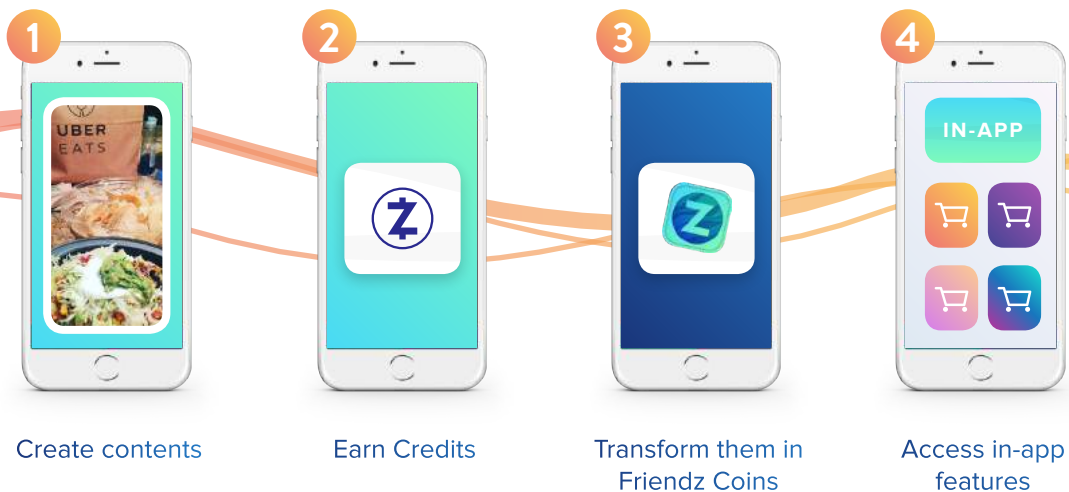 1
2
3
4
UBER
EATS
IN-APP
Z
Z
Create contents
Earn Credits
Transform them in
Friendz Coins
Access in-app
features